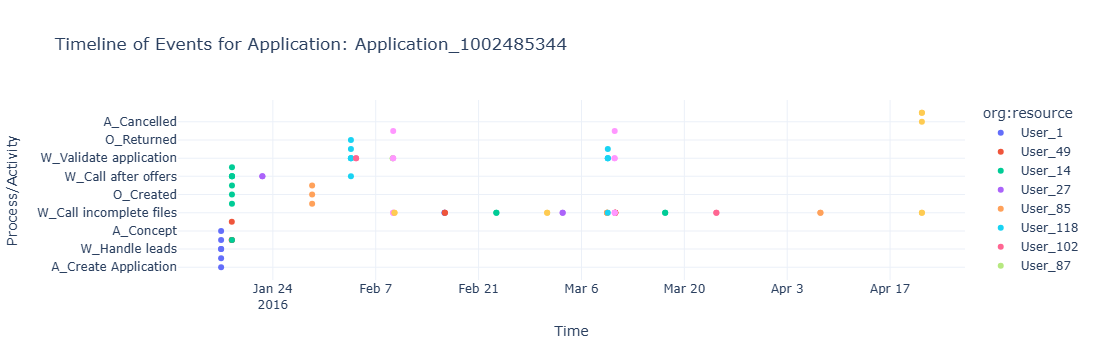 Timeline of Events for Application: Application_1002485344
Process/Activity
A_Cancelled
O_Returned
W_Validate application
W_Call after offers
O_Created
W_Call incomplete files
A_Concept
W_Handle leads
A_Create Application
Jan 24
2016
Feb 7
Feb 21
Mar 6
Mar 20
Apr 3
Apr 17
Time
org:resource
User_1
User_49
User_14
User_27
User_85
User_118
User_102
User_87